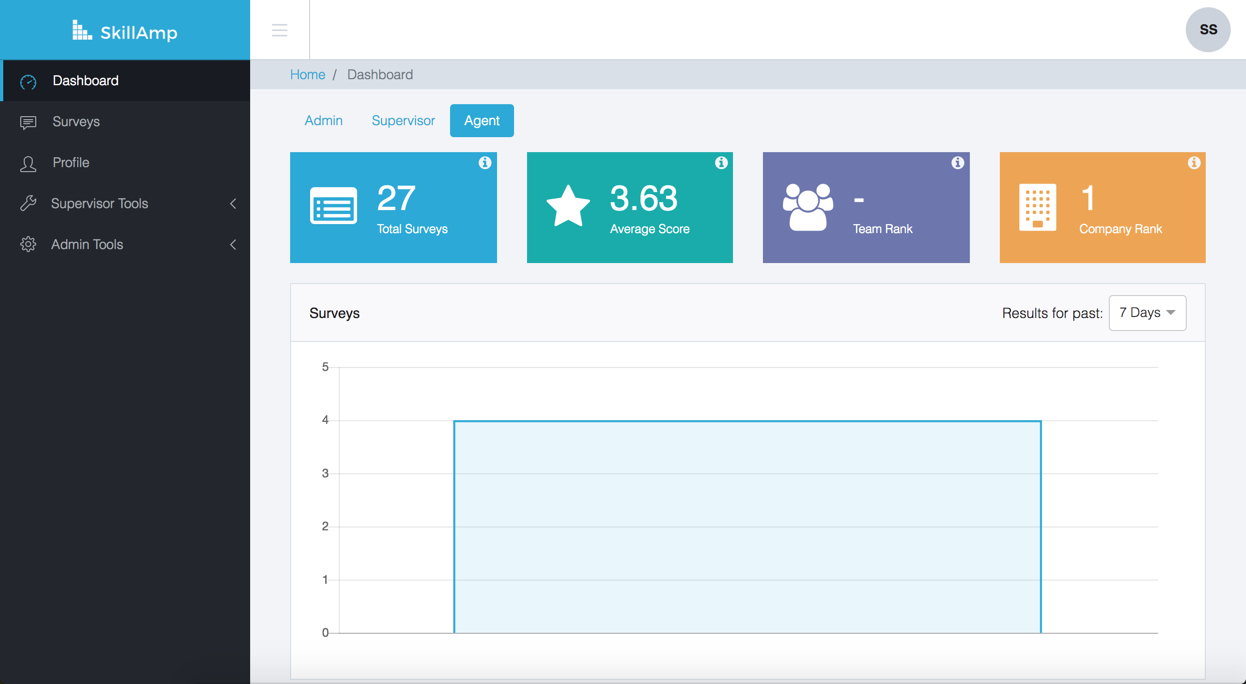 SkillAmp
SS
Dashboard
Surveys
Profile
Supervisor Tools
Admin Tools
Home / Dashboard
Admin Supervisor Agent
27
Total Surveys
3.63
Average Score
-
Team Rank
1
Company Rank
Surveys
Results for past: 7 Days
5
4
3
2
1
0